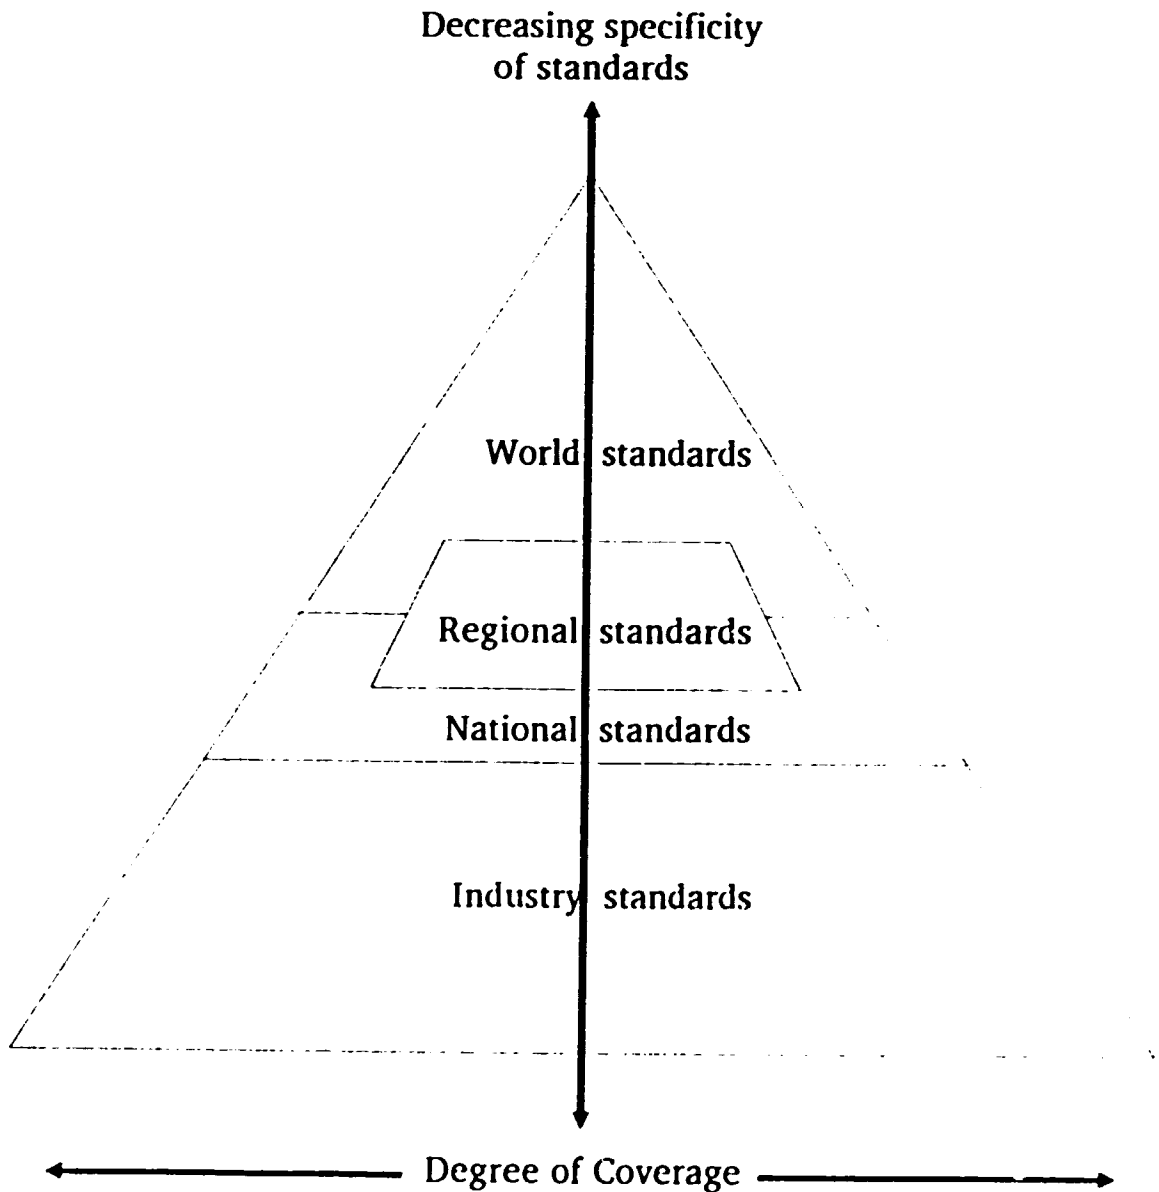 Decreasing specificity
of standards
World standards
Regional standards
National standards
Industry standards
Degree of Coverage